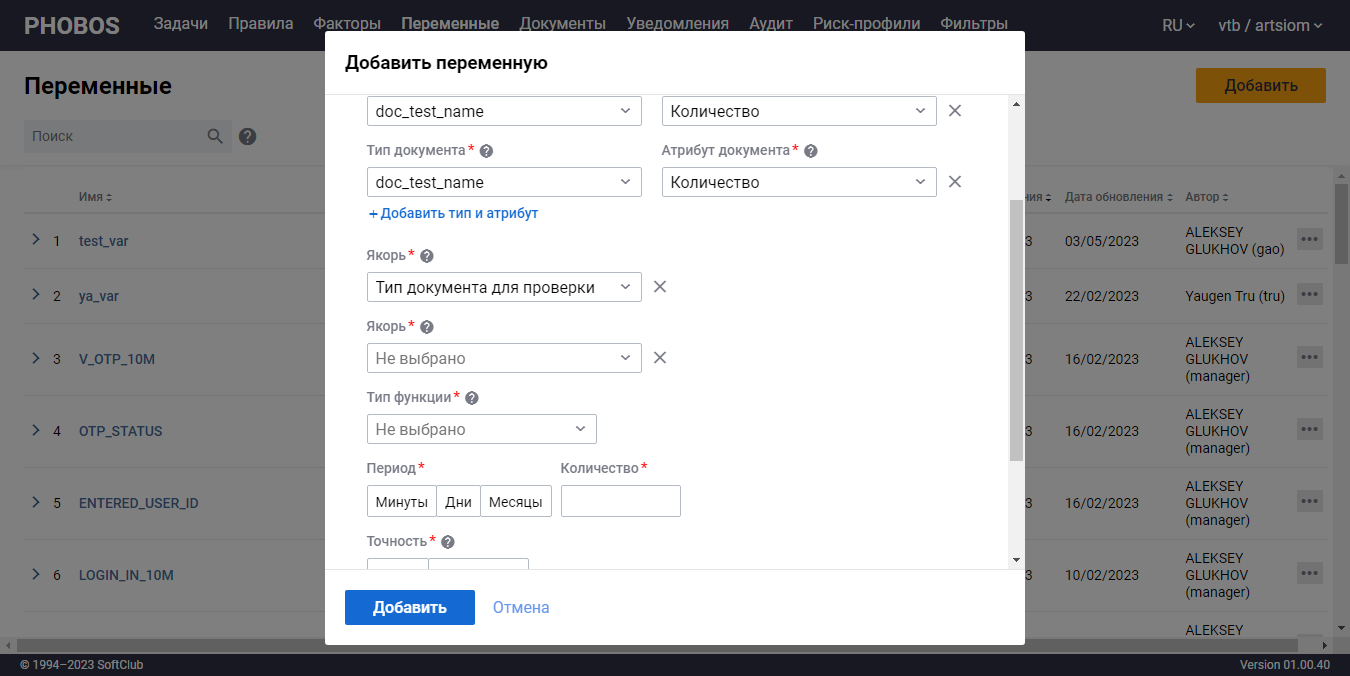 PHOBOS Задачи Правила Факторы Переменные Документы Уведомления Аудит Риск-профили Фильтры RU vtb / artsiom
Переменные
Добавить
Поиск
Имя
ния Дата обновления Автор
1 test_var 3 03/05/2023 ALEKSEY GLUKHOV (gao)
2 ya_var 3 22/02/2023 Yaugen Tru (tru)
3 V_OTP_10M 3 16/02/2023 ALEKSEY GLUKHOV (manager)
4 OTP_STATUS 3 16/02/2023 ALEKSEY GLUKHOV (manager)
5 ENTERED_USER_ID 3 16/02/2023 ALEKSEY GLUKHOV (manager)
6 LOGIN_IN_10M 3 10/02/2023 ALEKSEY GLUKHOV (manager)
ALEKSEY
Добавить переменную
doc_test_name Количество
Тип документа * Атрибут документа *
doc_test_name Количество
+ Добавить тип и атрибут
Якорь *
Тип документа для проверки
Якорь *
Не выбрано
Тип функции *
Не выбрано
Период * Количество *
Минуты Дни Месяцы
Точность *
Добавить Отмена
© 1994–2023 SoftClub Version 01.00.40